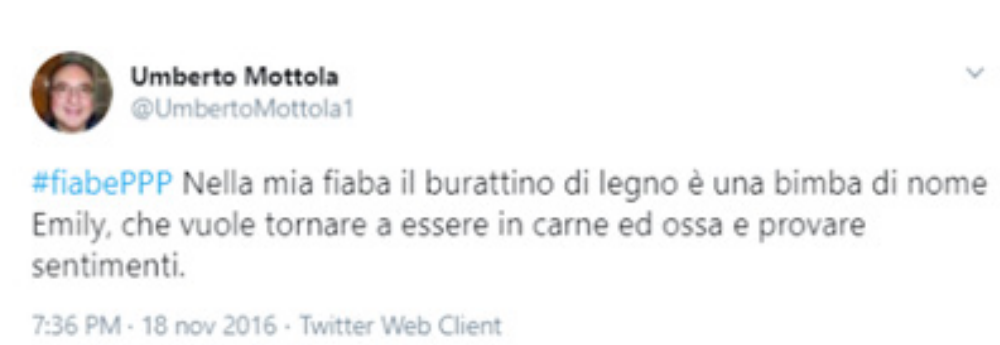 Umberto Mottola
@UmbertoMottola1
#fiabePPP Nella mia fiaba il burattino di legno è una bimba di nome
Emily, che vuole tornare a essere in carne ed ossa e provare
sentimenti.
7:36 PM · 18 nov 2016 · Twitter Web Client